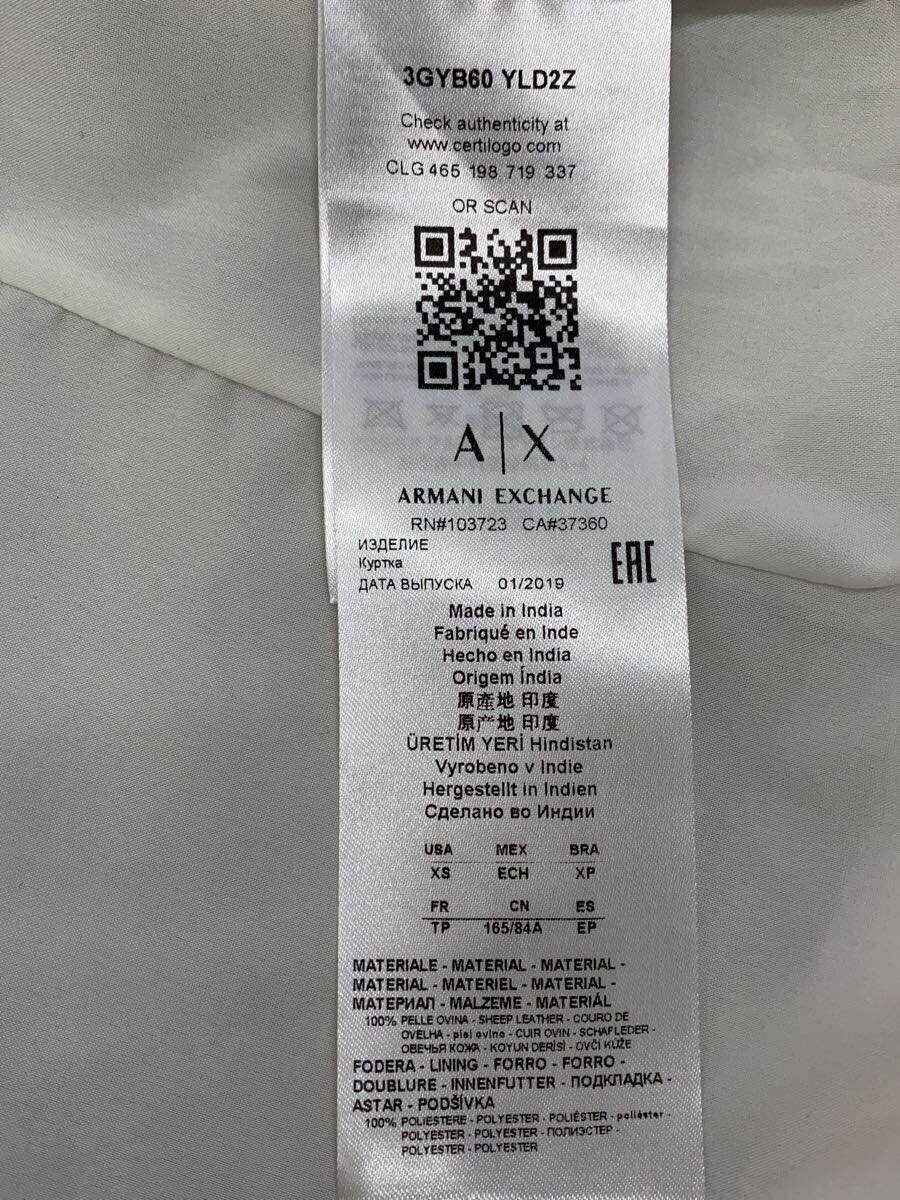 3GYB60 YLD2Z
Check authenticity at
www.certilogo.com
CLG 465 198 719 337
OR SCAN
A|X
ARMANI EXCHANGE
RN#103723 CA#37360
ИЗДЕЛИЕ
Куртка
EAC
ДАТА ВЫПУСКА 01/2019
Made in India
Fabriqué en Inde
Hecho en India
Origem Índia
原產地 印度
原产地 印度
ÜRETİM YERİ Hindistan
Vyrobeno v Indie
Hergestellt in Indien
Сделано во Индии
USA MEX BRA
XS ECH XP
FR CN ES
TP 165/84A EP
MATERIALE - MATERIAL - MATERIAL -
MATERIAL - MATERIEL - MATERIAL -
МАТЕРИАЛ - MALZEME - MATERIÁL
100% PELLE OVINA - SHEEP LEATHER - COURO DE
OVELHA - piel ovino - CUIR OVIN - SCHAFLEDER -
ОВЕЧЬЯ КОЖА - KOYUN DERİSİ - OVČÍ KŮŽE
FODERA - LINING - FORRO - FORRO -
DOUBLURE - INNENFUTTER - ПОДКЛАДКА -
ASTAR - PODŠÍVKA
100% POLIESTERE - POLYESTER - POLIÉSTER - poliéster -
POLYESTER - POLYESTER - ПОЛИЭСТЕР -
POLYESTER - POLYESTER